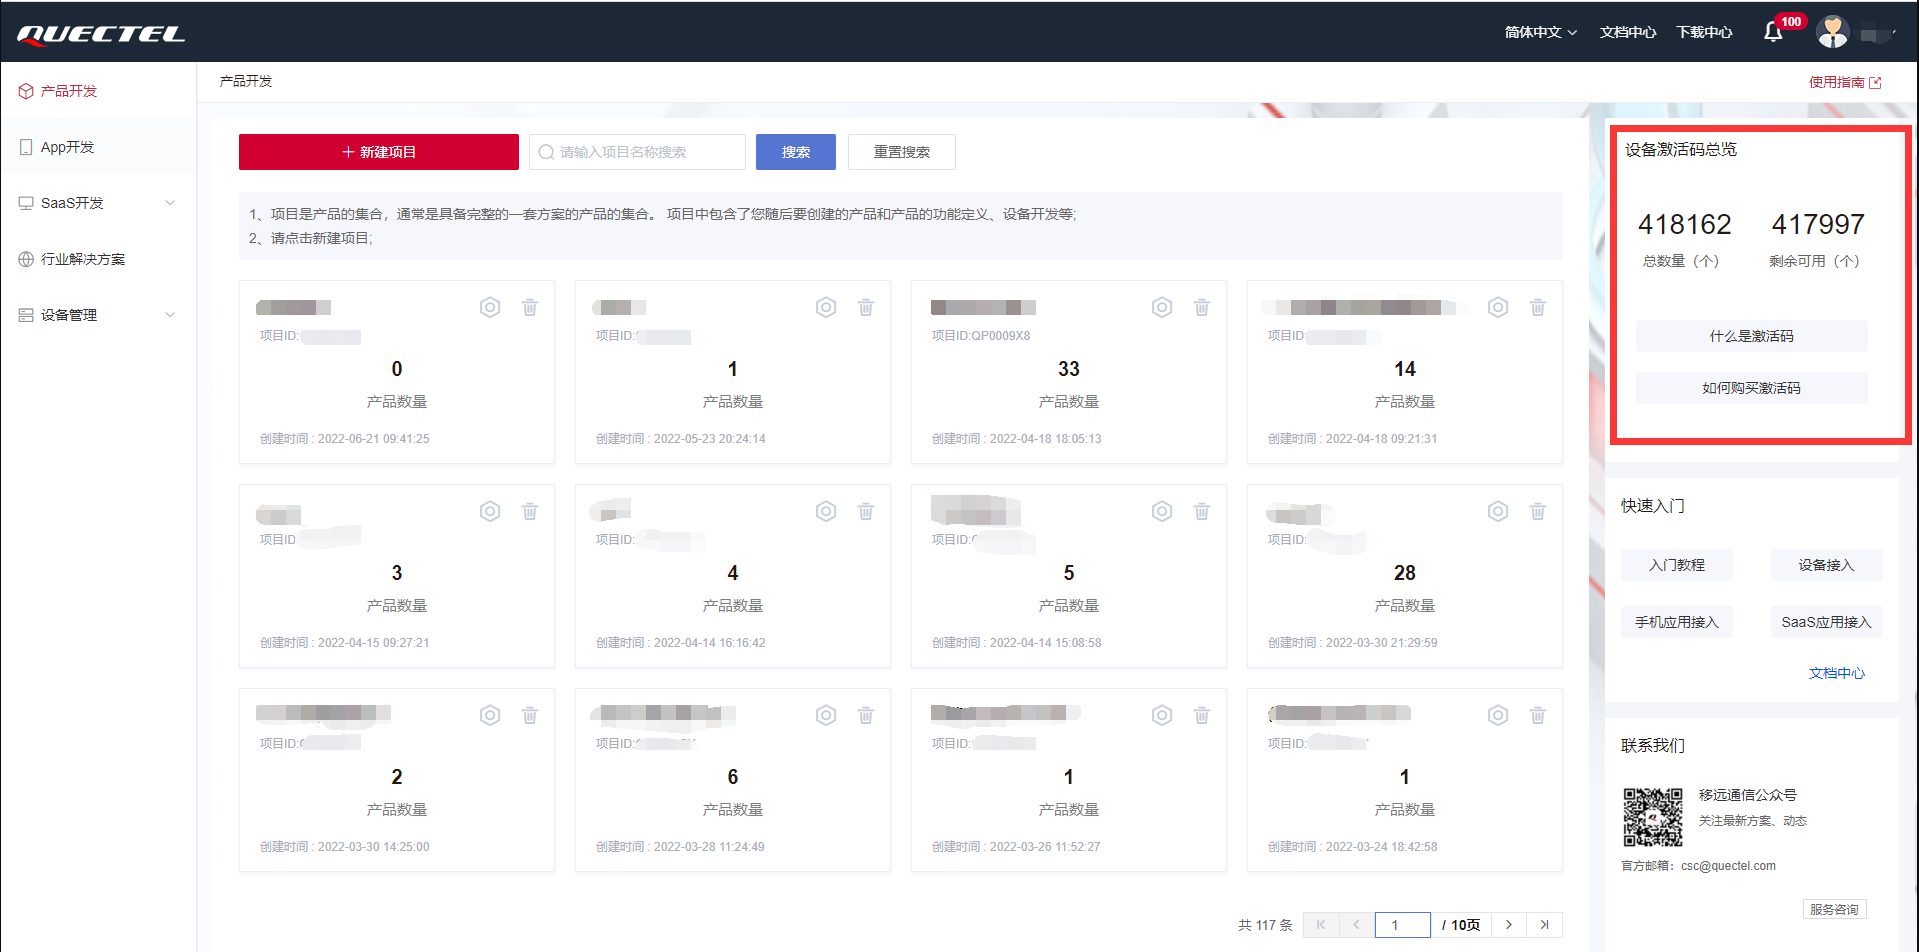 QUECTEL
简体中文
文档中心
下载中心
100
产品开发
App开发
SaaS开发
行业解决方案
设备管理
产品开发
使用指南
新建项目
请输入项目名称搜索
搜索
重置搜索
1、项目是产品的集合，通常是具备完整的一套方案的产品的集合。 项目中包含了您随后要创建的产品和产品的功能定义、设备开发等;
2、请点击新建项目;
项目ID:
0
产品数量
创建时间 : 2022-06-21 09:41:25
项目ID:
1
产品数量
创建时间 : 2022-05-23 20:24:14
项目ID:QP0009X8
33
产品数量
创建时间 : 2022-04-18 18:05:13
项目ID:
14
产品数量
创建时间 : 2022-04-18 09:21:31
项目ID
3
产品数量
创建时间 : 2022-04-15 09:27:21
项目ID:
4
产品数量
创建时间 : 2022-04-14 16:16:42
项目ID:
5
产品数量
创建时间 : 2022-04-14 15:08:58
项目ID:
28
产品数量
创建时间 : 2022-03-30 21:29:59
项目ID:
2
产品数量
创建时间 : 2022-03-30 14:25:00
项目ID:
6
产品数量
创建时间 : 2022-03-28 11:24:49
项目ID:
1
产品数量
创建时间 : 2022-03-26 11:52:27
项目ID:
1
产品数量
创建时间 : 2022-03-24 18:42:58
共 117 条
1
/ 10页
设备激活码总览
418162
总数量（个）
417997
剩余可用（个）
什么是激活码
如何购买激活码
快速入门
入门教程
设备接入
手机应用接入
SaaS应用接入
文档中心
联系我们
移远通信公众号
关注最新方案、动态
官方邮箱：csc@quectel.com
服务咨询